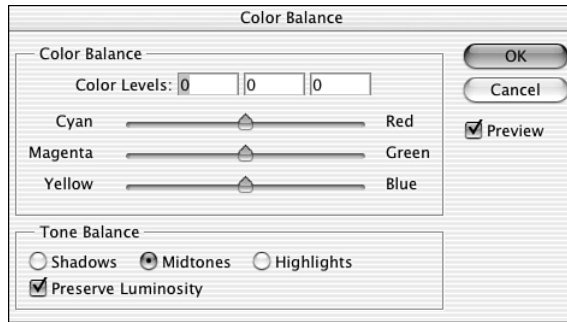 Color Balance
Color Balance
Color Levels: 0 0 0
Cyan Red
Magenta Green
Yellow Blue
Tone Balance
Shadows Midtones Highlights
Preserve Luminosity
OK
Cancel
Preview